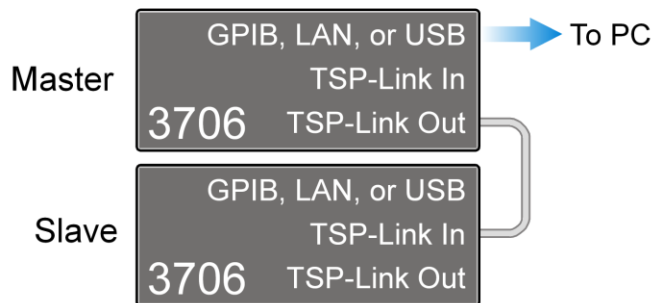 GPIB, LAN, or USB To PC
Master TSP-Link In
3706 TSP-Link Out
GPIB, LAN, or USB
Slave TSP-Link In
3706 TSP-Link Out